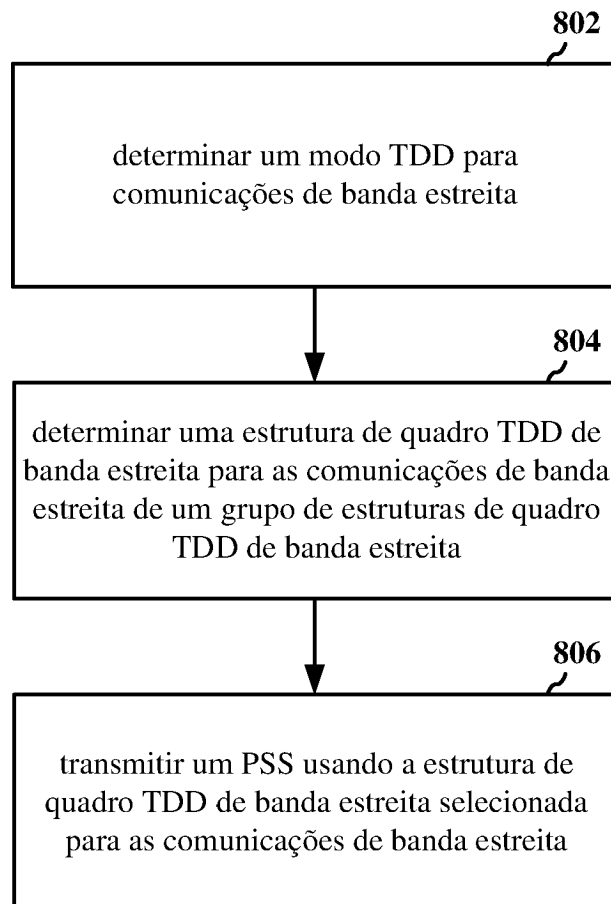 802
determinar um modo TDD para
comunicações de banda estreita
804
determinar uma estrutura de quadro TDD de
banda estreita para as comunicações de banda
estreita de um grupo de estruturas de quadro
TDD de banda estreita
806
transmitir um PSS usando a estrutura de
quadro TDD de banda estreita selecionada
para as comunicações de banda estreita